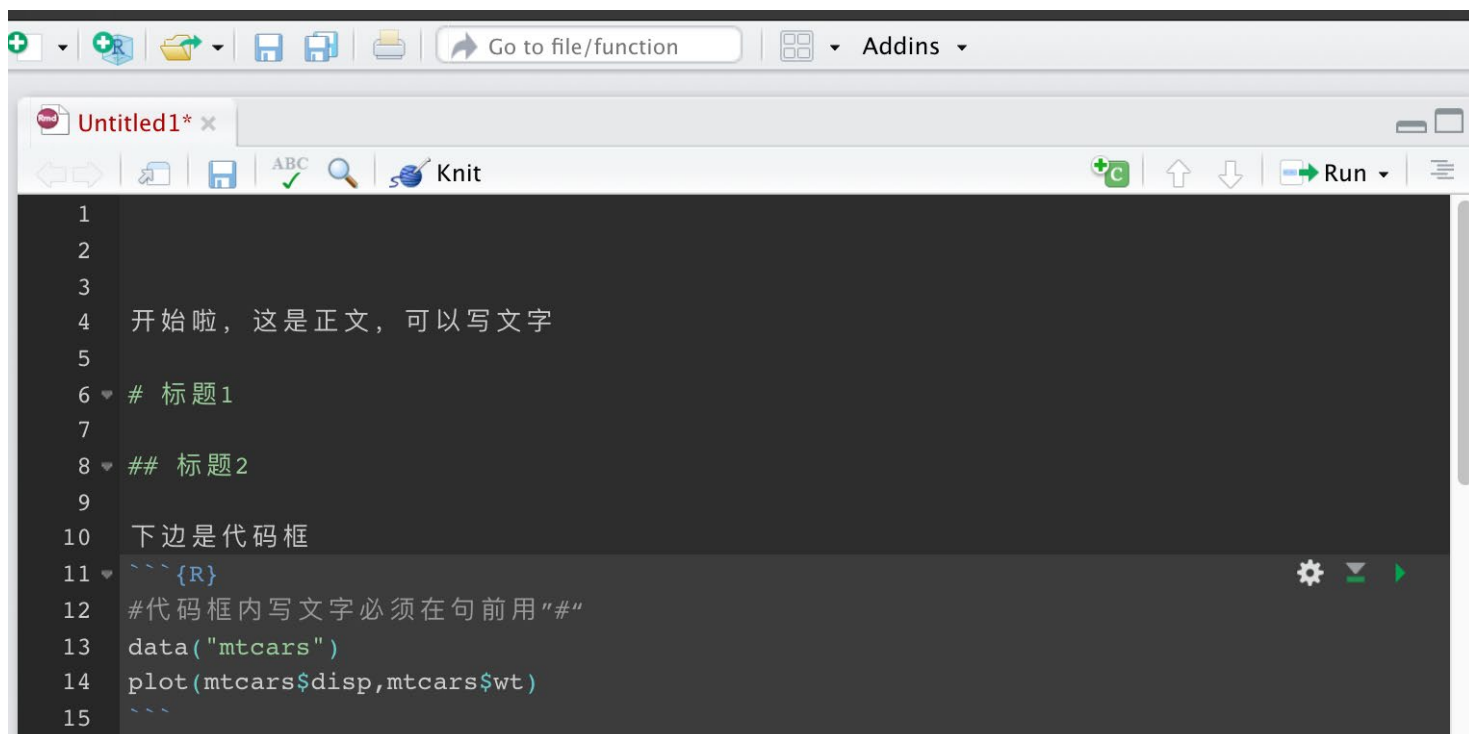 R Go to file/function Addins
Rmd Untitled1*
ABC Knit C Run
1
2
3
4 开始啦, 这是正文, 可以写文字
5
6 # 标题1
7
8 ## 标题2
9
10 下边是代码框
11 ```{R}
12 #代码框内写文字必须在句前用”#“
13 data("mtcars")
14 plot(mtcars$disp,mtcars$wt)
15 ```